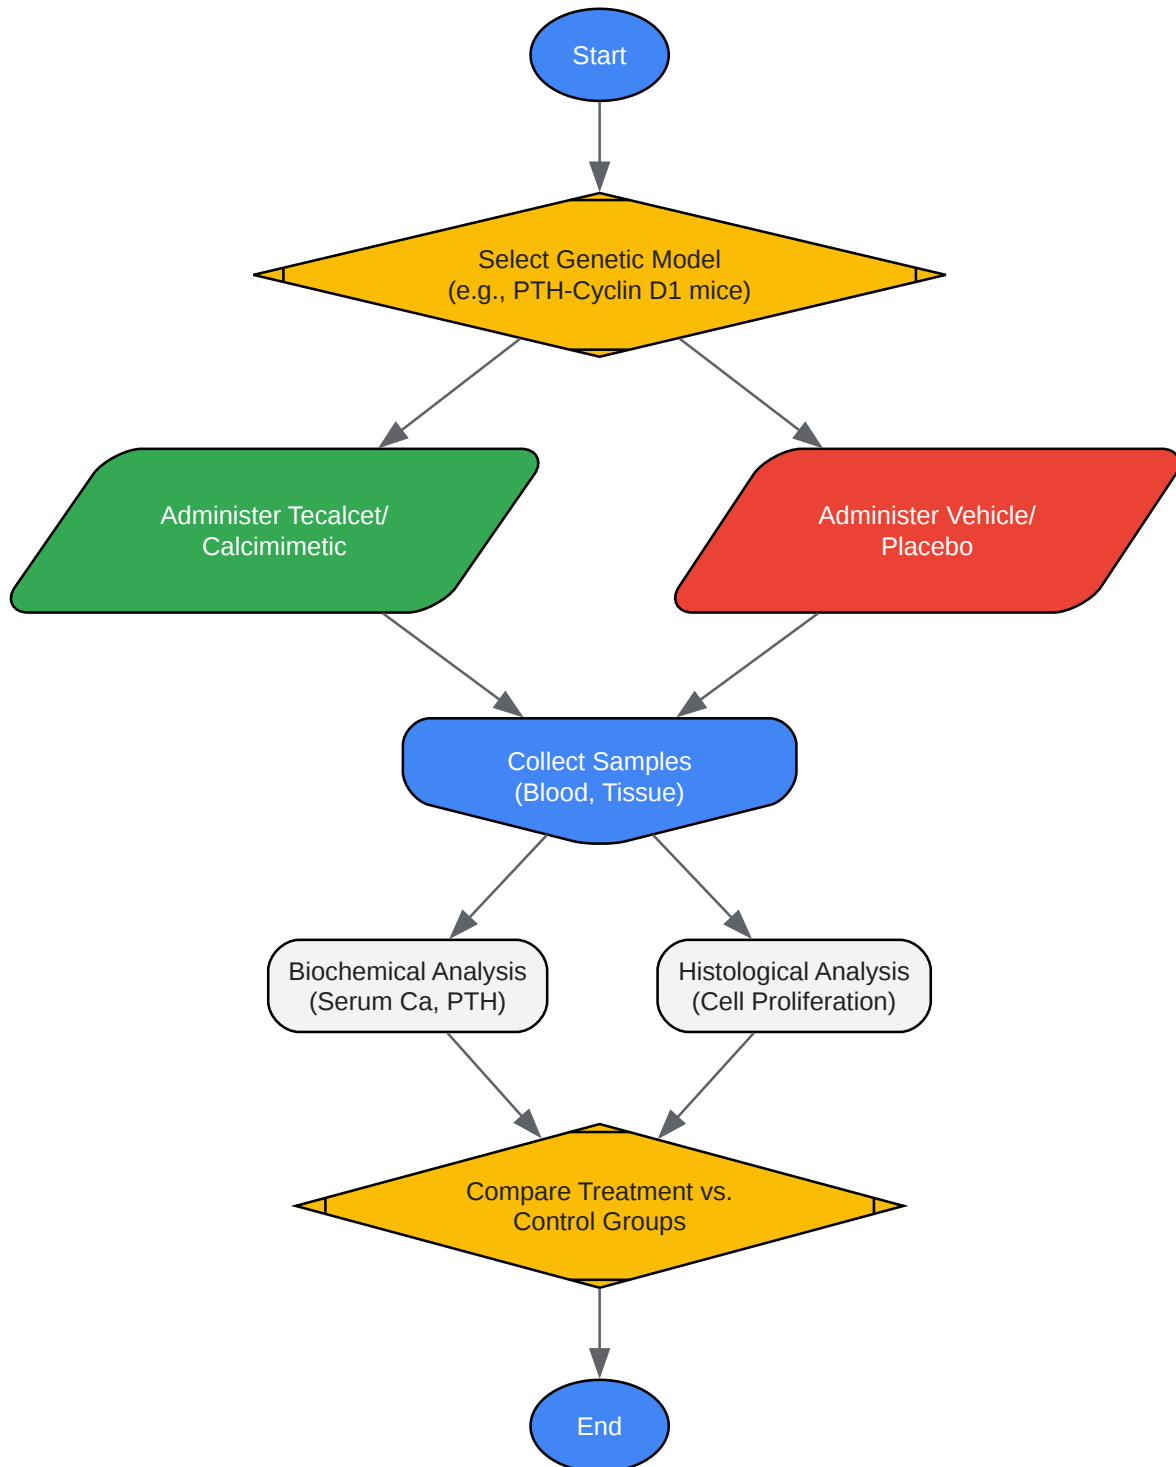 Start
Select Genetic Model
(e.g., PTH-Cyclin D1 mice)
Administer Tecalcet/
Calcimimetic
Administer Vehicle/
Placebo
Collect Samples
(Blood, Tissue)
Biochemical Analysis
(Serum Ca, PTH)
Histological Analysis
(Cell Proliferation)
Compare Treatment vs.
Control Groups
End